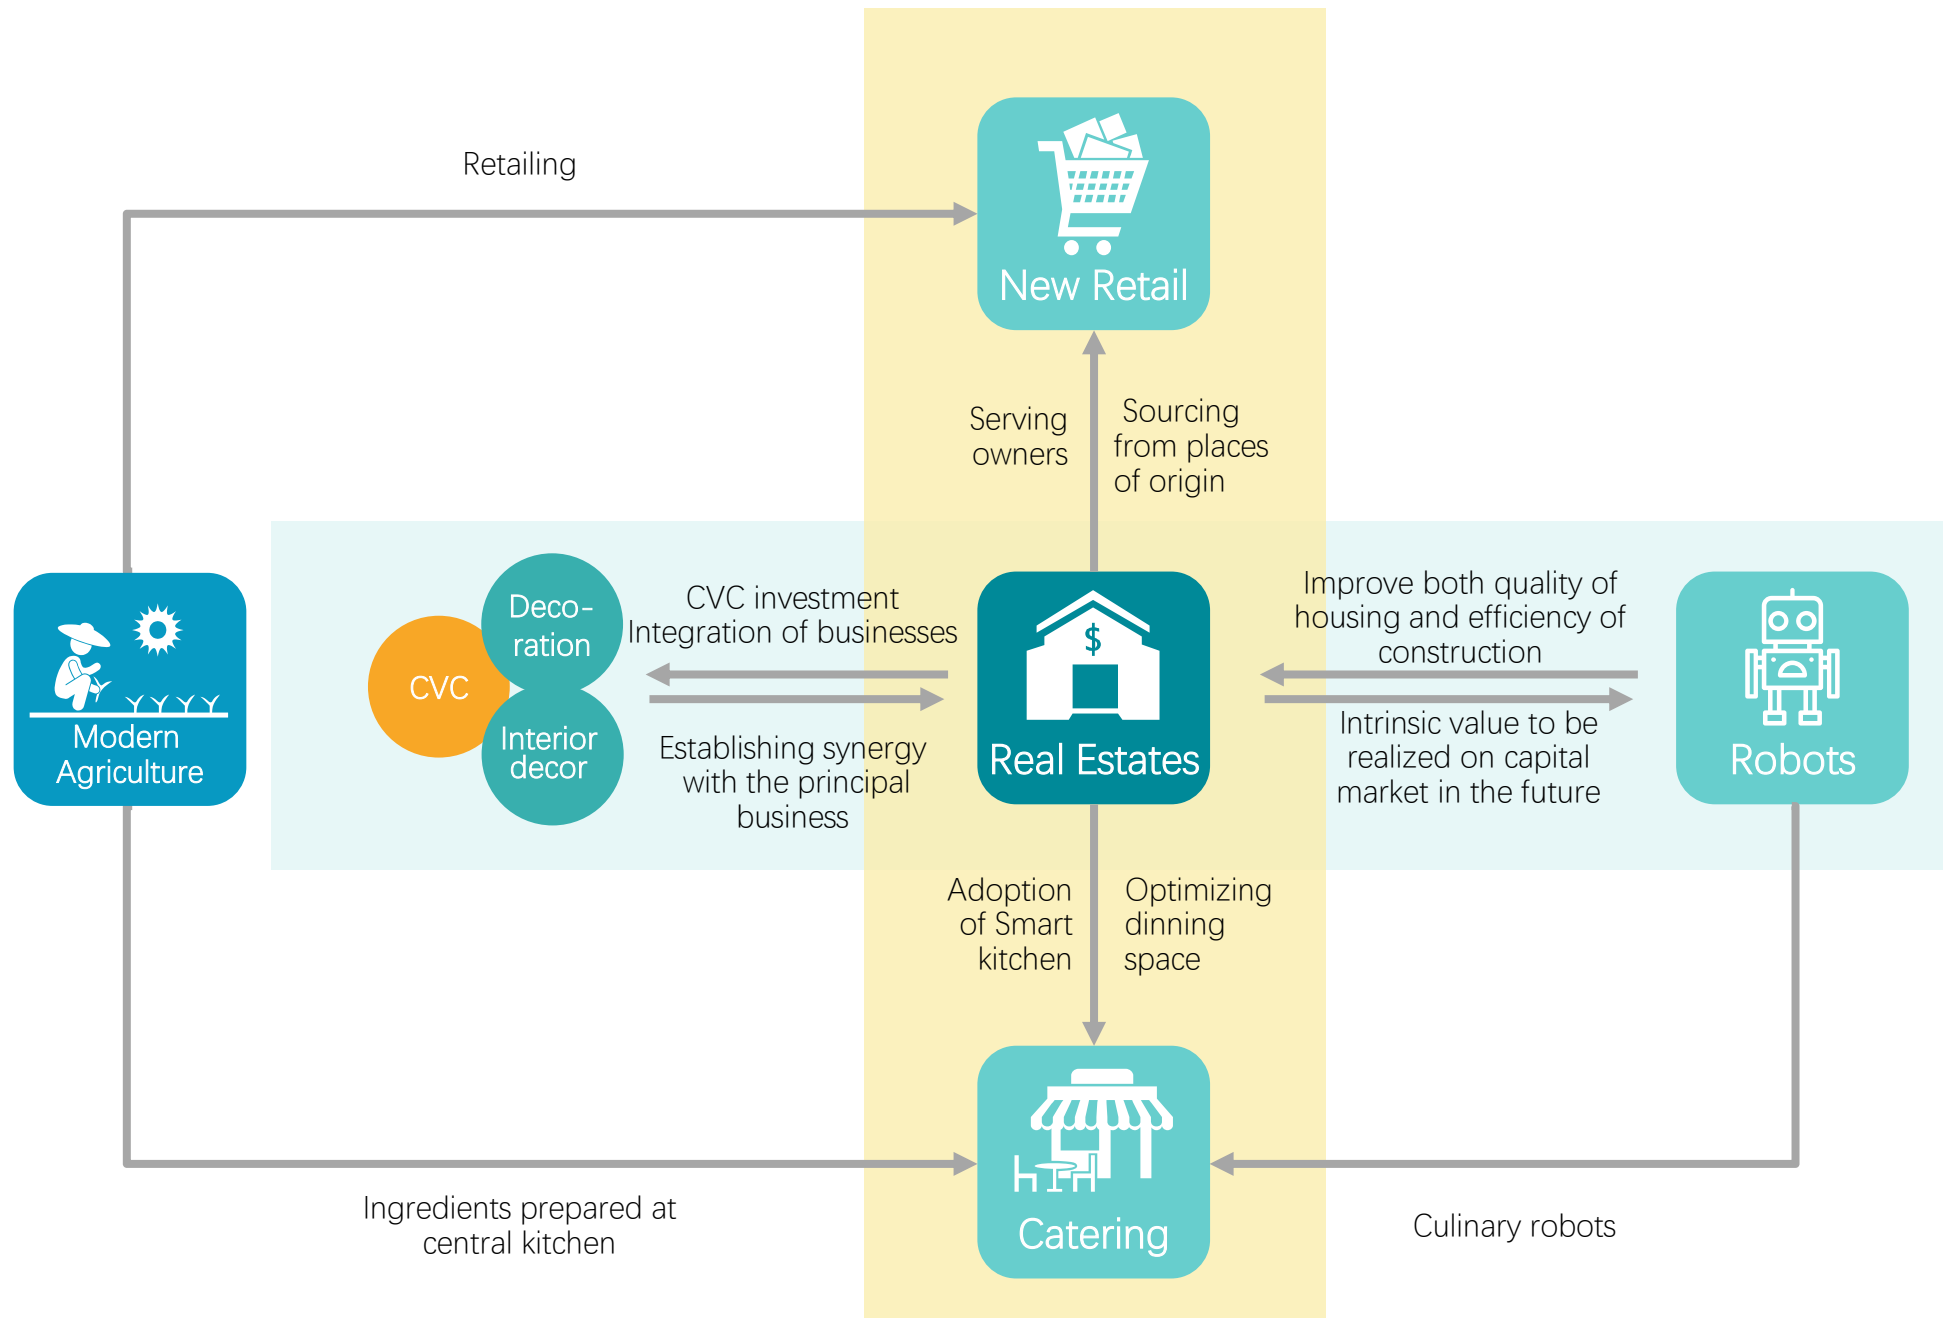 Retailing
New Retail
Serving
owners
Sourcing
from places
of origin
Modern
Agriculture
CVC
Deco-
ration
Interior
decor
CVC investment
Integration of businesses
Establishing synergy
with the principal
business
$
Real Estates
Improve both quality of
housing and efficiency of
construction
Intrinsic value to be
realized on capital
market in the future
Robots
Adoption
of Smart
kitchen
Optimizing
dinning
space
Catering
Ingredients prepared at
central kitchen
Culinary robots